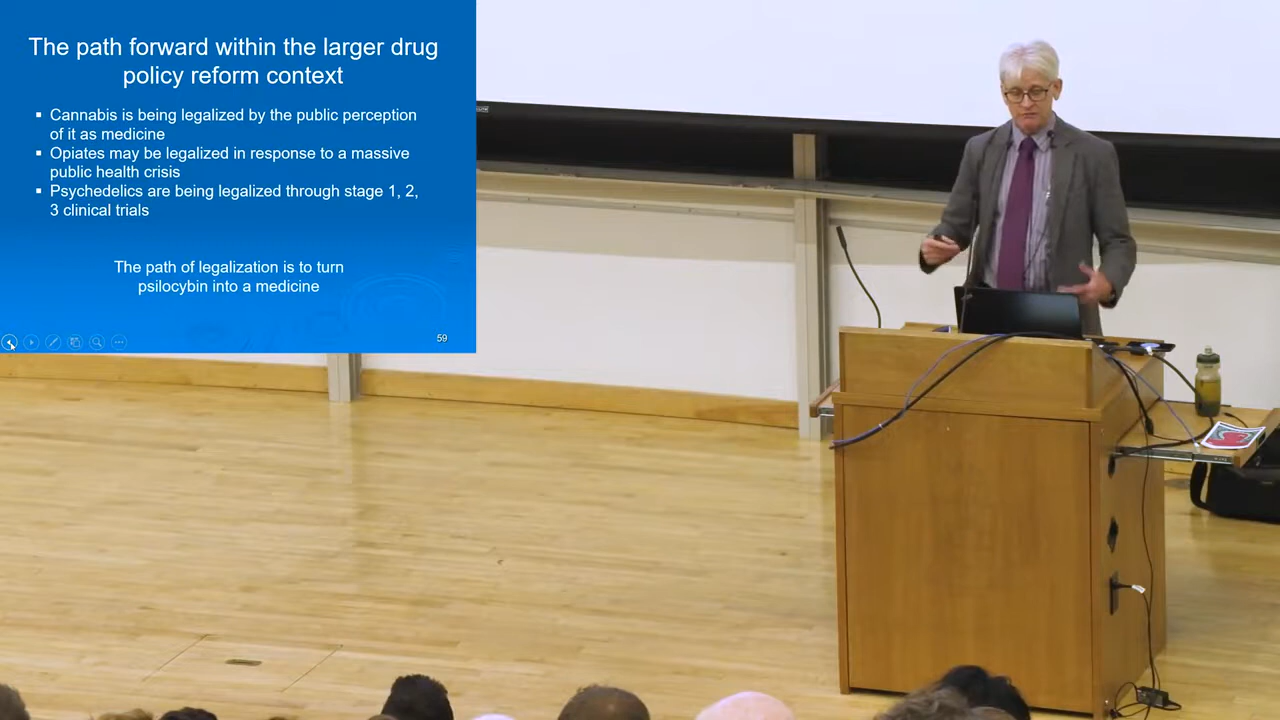 The path forward within the larger drug
policy reform context
▪ Cannabis is being legalized by the public perception
of it as medicine
▪ Opiates may be legalized in response to a massive
public health crisis
▪ Psychedelics are being legalized through stage 1, 2,
3 clinical trials
The path of legalization is to turn
psilocybin into a medicine
59